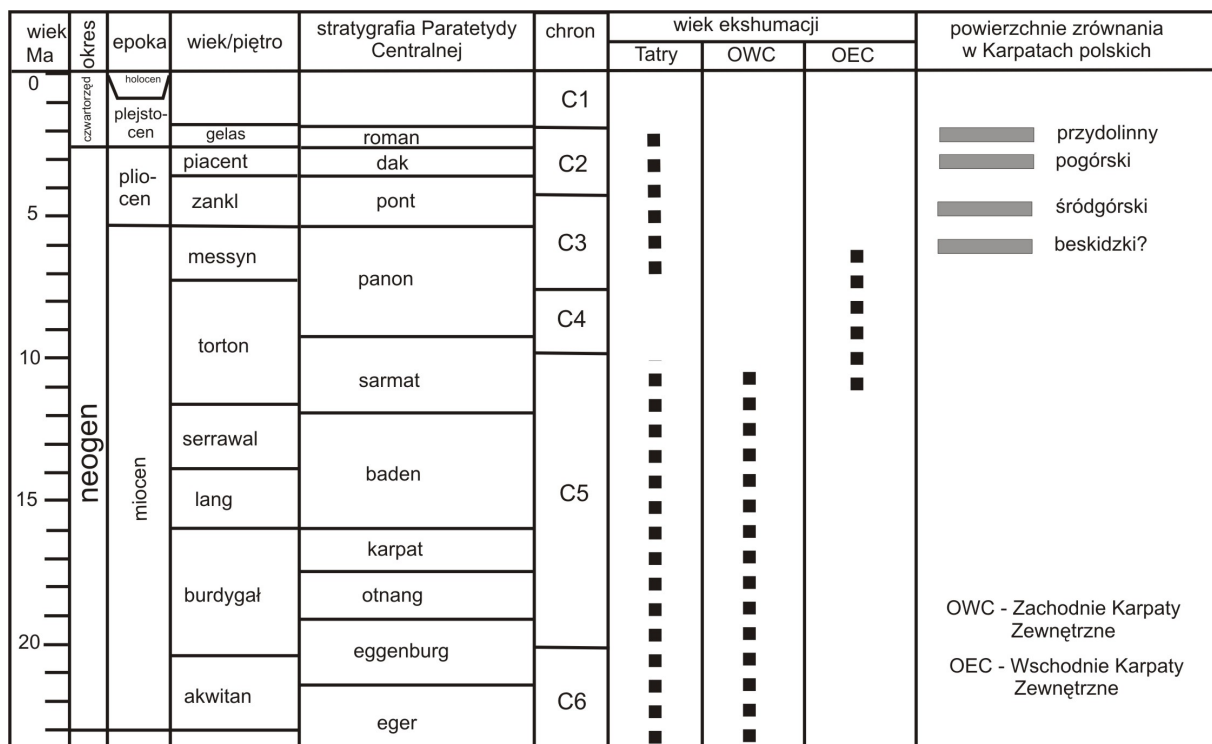 wiek
Ma
okres
epoka
wiek/piętro
stratygrafia Paratetydy
Centralnej
chron
wiek ekshumacji
Tatry
OWC
OEC
powierzchnie zrównania
w Karpatach polskich
0
5
10
15
20
czwartorzęd
neogen
holocen
plejsto-
cen
plio-
cen
miocen
gelas
piacent
zankl
messyn
torton
serrawal
lang
burdygał
akwitan
roman
dak
pont
panon
sarmat
baden
karpat
otnang
eggenburg
eger
C1
C2
C3
C4
C5
C6
przydolinny
pogórski
śródgórski
beskidzki?
OWC - Zachodnie Karpaty
Zewnętrzne
OEC - Wschodnie Karpaty
Zewnętrzne